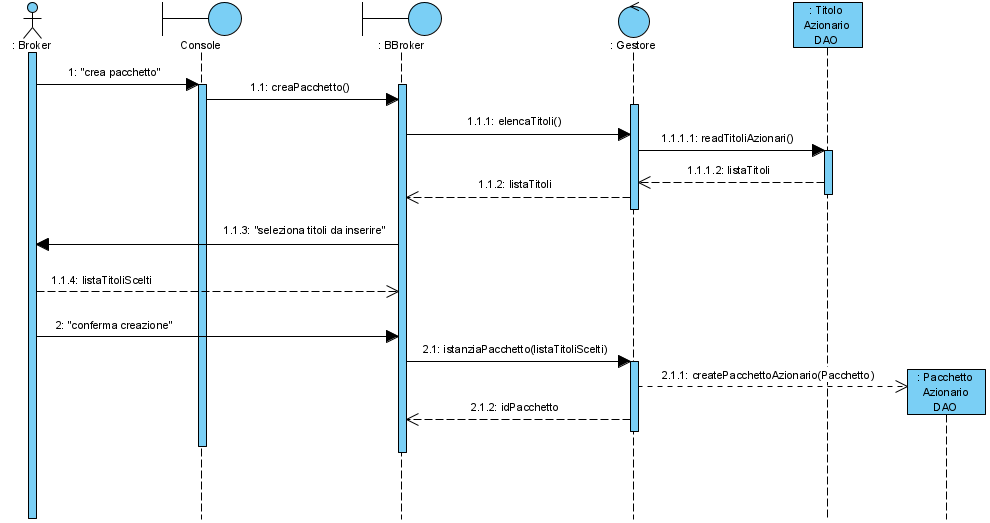 : Titolo
Azionario
DAO
: Broker
Console
: BBroker
: Gestore
1: "crea pacchetto"
1.1: creaPacchetto()
1.1.1: elencaTitoli()
1.1.1.1: readTitoliAzionari()
1.1.1.2: listaTitoli
1.1.2: listaTitoli
1.1.3: "seleziona titoli da inserire"
1.1.4: listaTitoliScelti
2: "conferma creazione"
2.1: istanziaPacchetto(listaTitoliScelti)
2.1.1: createPacchettoAzionario(Pacchetto)
: Pacchetto
Azionario
DAO
2.1.2: idPacchetto